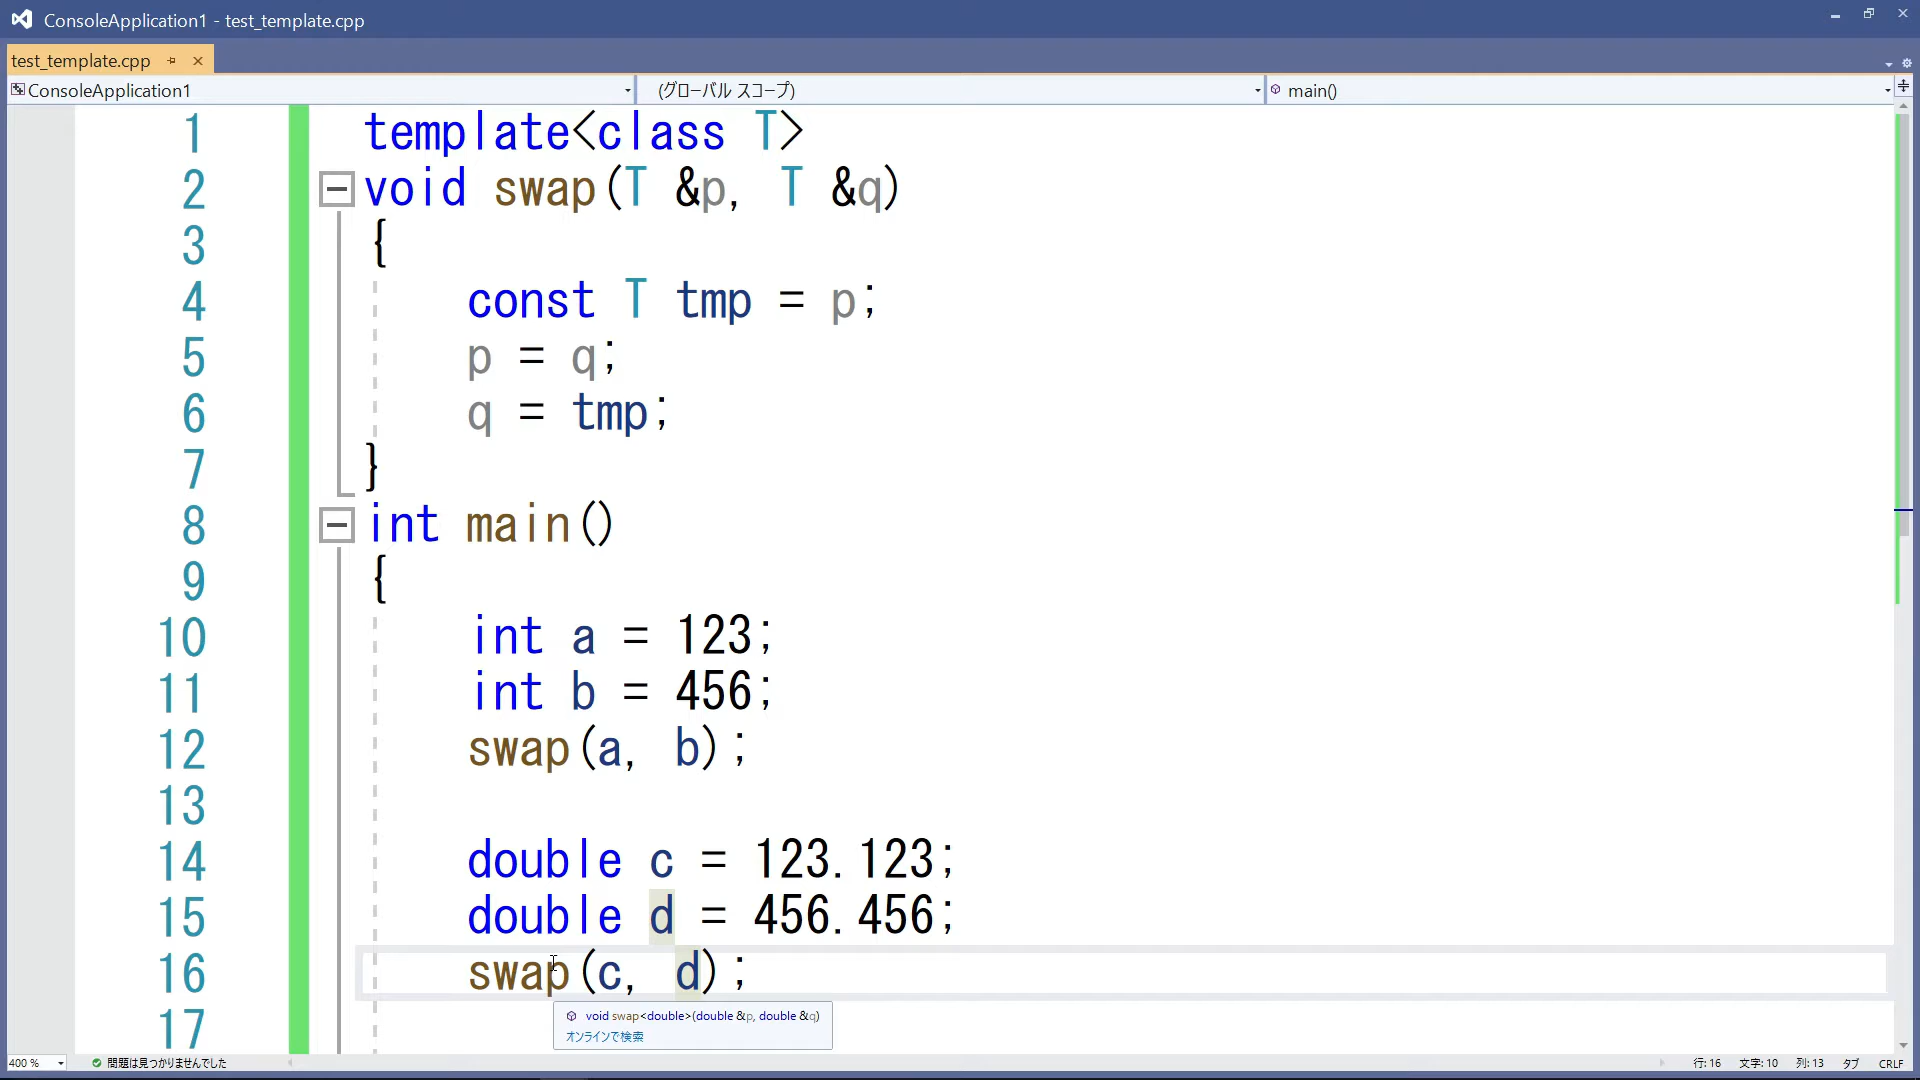 ConsoleApplication1 - test_template.cpp
test_template.cpp
ConsoleApplication1 (グローバル スコープ) main()
1 template<class T>
2 void swap(T &p, T &q)
3 {
4 const T tmp = p;
5 p = q;
6 q = tmp;
7 }
8 int main()
9 {
10 int a = 123;
11 int b = 456;
12 swap(a, b);
13
14 double c = 123.123;
15 double d = 456.456;
16 swap(c, d);
void swap<double>(double &p, double &q)
17
オンラインで検索
400 % 問題は見つかりませんでした 行: 16 文字: 10 列: 13 タブ CRLF